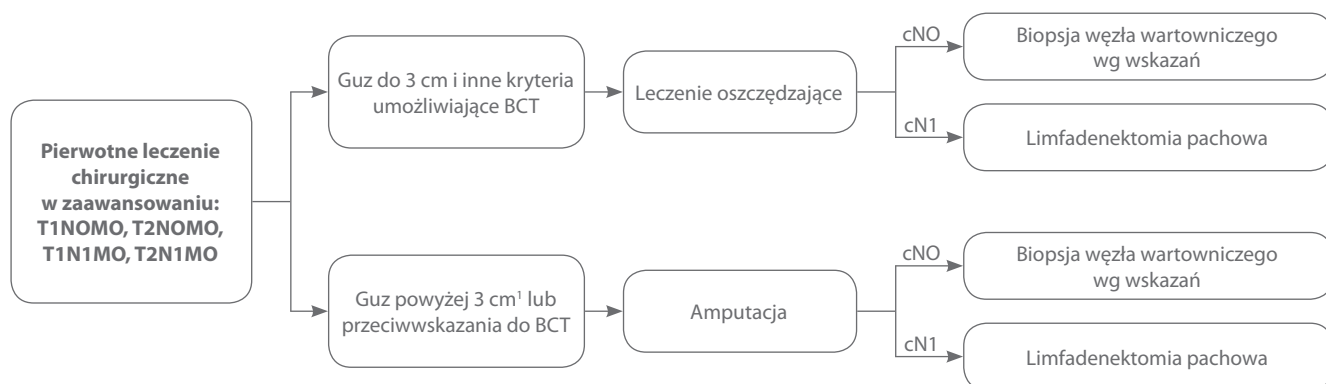 Pierwotne leczenie
chirurgiczne
w zaawansowaniu:
T1NOMO, T2NOMO,
T1N1MO, T2N1MO
Guz do 3 cm i inne kryteria
umożliwiające BCT
Leczenie oszczędzające
cNO
Biopsja węzła wartowniczego
wg wskazań
cN1
Limfadenektomia pachowa
Guz powyżej 3 cm¹ lub
przeciwwskazania do BCT
Amputacja
cNO
Biopsja węzła wartowniczego
wg wskazań
cN1
Limfadenektomia pachowa